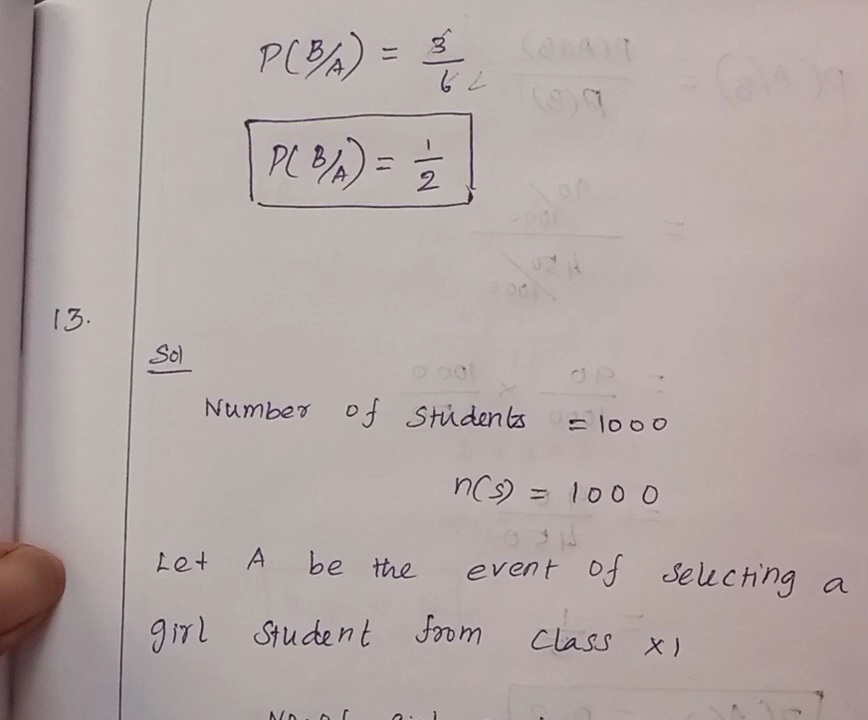 P(B/A) = 3/6 2
P(B/A) = 1/2
13.
Sol
Number of Students = 1000
n(S) = 1000
Let A be the event of selecting a
girl student from class XI